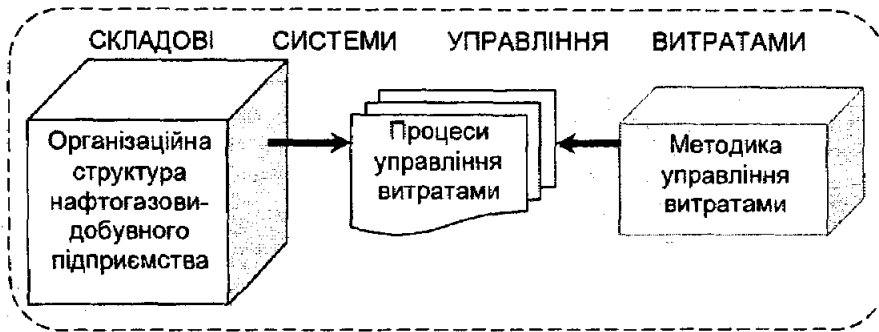 СКЛАДОВІ СИСТЕМИ УПРАВЛІННЯ ВИТРАТАМИ
Організаційна
структура
нафтогазови-
добувного
підприємства
Процеси
управління
витратами
Методика
управління
витратами